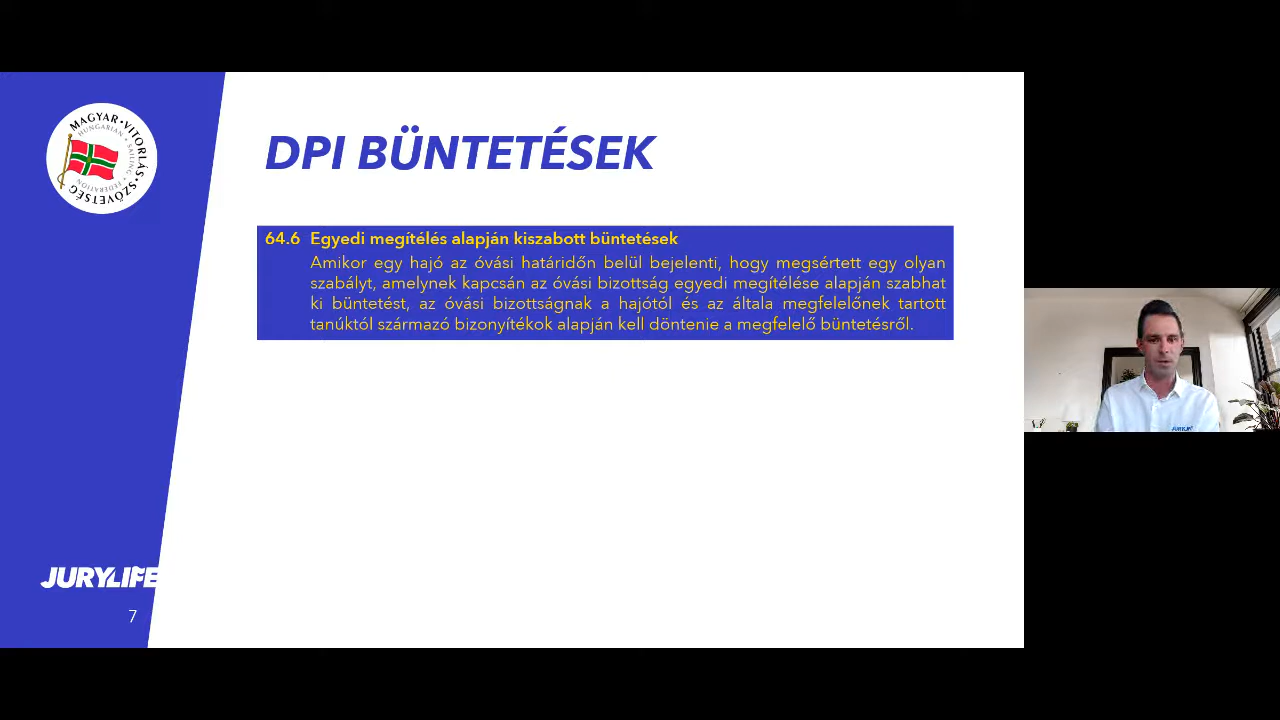 MAGYAR • VITORLÁS • SZÖVETSÉG
HUNGARIAN • SAILING • FEDERATION
DPI BÜNTETÉSEK
64.6 Egyedi megítélés alapján kiszabott büntetések
Amikor egy hajó az óvási határidőn belül bejelenti, hogy megsértett egy olyan
szabályt, amelynek kapcsán az óvási bizottság egyedi megítélése alapján szabhat
ki büntetést, az óvási bizottságnak a hajótól és az általa megfelelőnek tartott
tanúktól származó bizonyítékok alapján kell döntenie a megfelelő büntetésről.
JURYLIFE
7
JURYLIFE